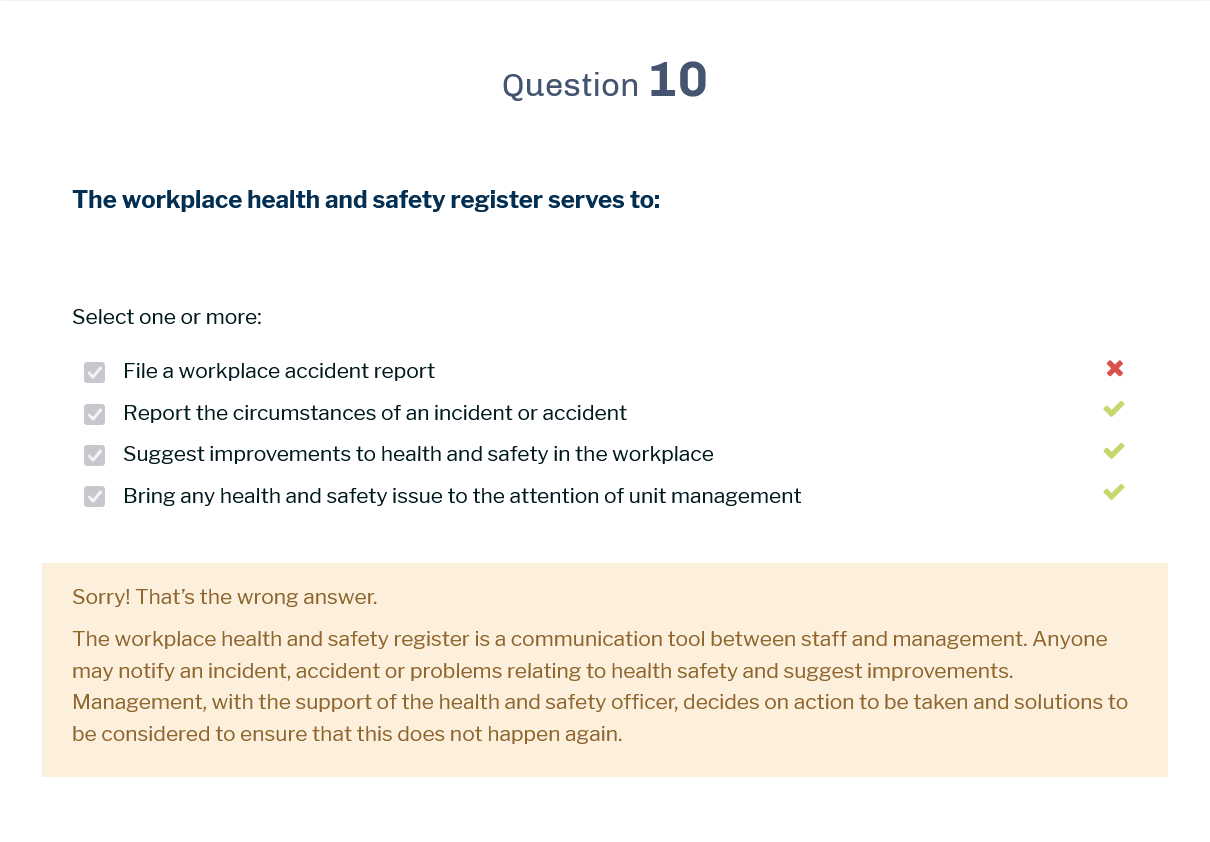 Question 10
The workplace health and safety register serves to:
Select one or more:
File a workplace accident report
Report the circumstances of an incident or accident
Suggest improvements to health and safety in the workplace
Bring any health and safety issue to the attention of unit management
Sorry! That’s the wrong answer.
The workplace health and safety register is a communication tool between staff and management. Anyone
may notify an incident, accident or problems relating to health safety and suggest improvements.
Management, with the support of the health and safety officer, decides on action to be taken and solutions to
be considered to ensure that this does not happen again.